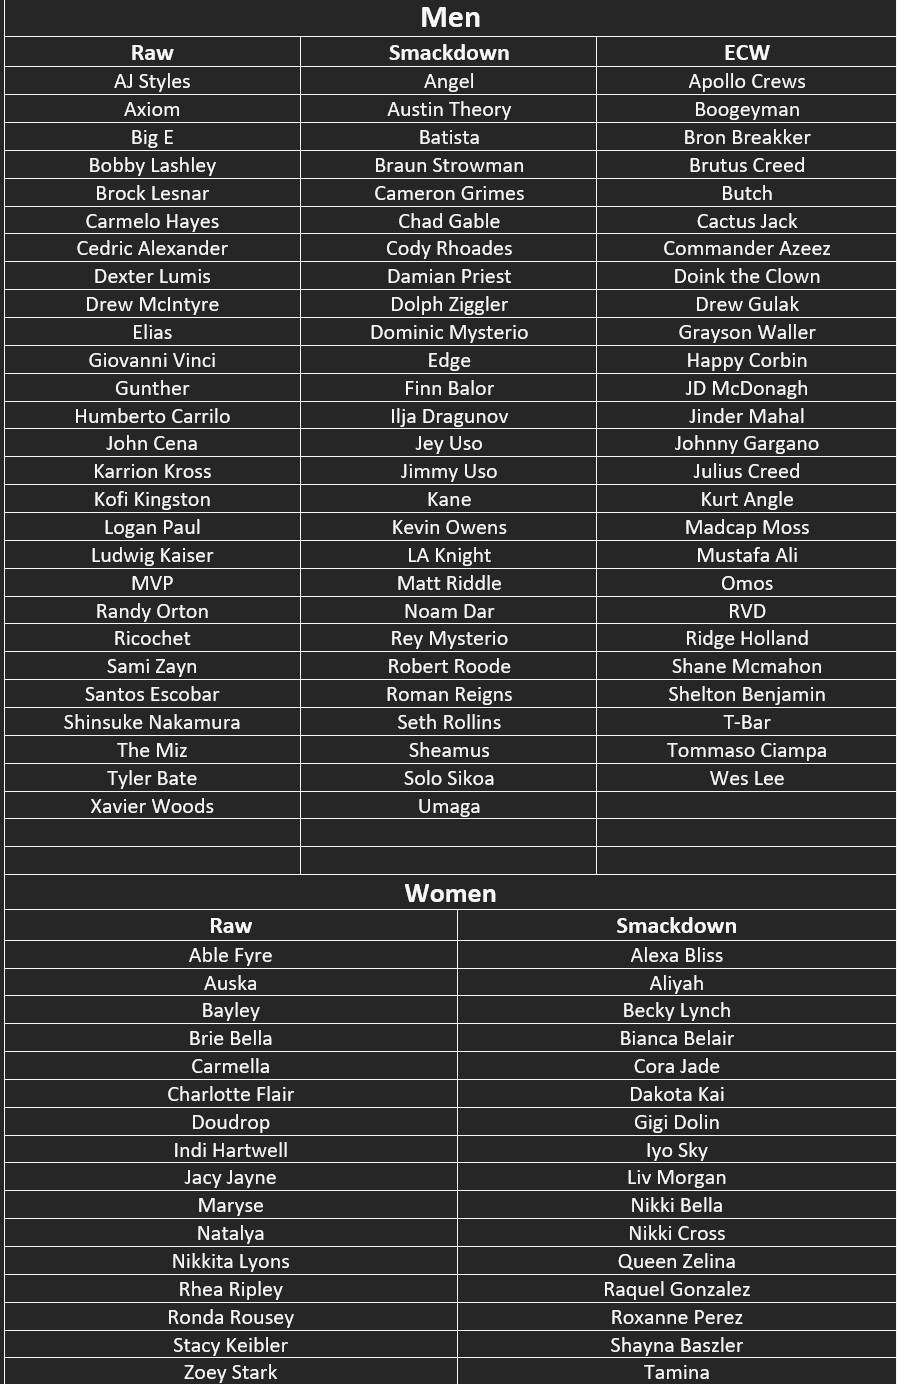 Men
Raw Smackdown ECW
AJ Styles Angel Apollo Crews
Axiom Austin Theory Boogeyman
Big E Batista Bron Breakker
Bobby Lashley Braun Strowman Brutus Creed
Brock Lesnar Cameron Grimes Butch
Carmelo Hayes Chad Gable Cactus Jack
Cedric Alexander Cody Rhoades Commander Azeez
Dexter Lumis Damian Priest Doink the Clown
Drew McIntyre Dolph Ziggler Drew Gulak
Elias Dominic Mysterio Grayson Waller
Giovanni Vinci Edge Happy Corbin
Gunther Finn Balor JD McDonagh
Humberto Carrilo Ilja Dragunov Jinder Mahal
John Cena Jey Uso Johnny Gargano
Karrion Kross Jimmy Uso Julius Creed
Kofi Kingston Kane Kurt Angle
Logan Paul Kevin Owens Madcap Moss
Ludwig Kaiser LA Knight Mustafa Ali
MVP Matt Riddle Omos
Randy Orton Noam Dar RVD
Ricochet Rey Mysterio Ridge Holland
Sami Zayn Robert Roode Shane Mcmahon
Santos Escobar Roman Reigns Shelton Benjamin
Shinsuke Nakamura Seth Rollins T-Bar
The Miz Sheamus Tommaso Ciampa
Tyler Bate Solo Sikoa Wes Lee
Xavier Woods Umaga
Women
Raw Smackdown
Able Fyre Alexa Bliss
Auska Aliyah
Bayley Becky Lynch
Brie Bella Bianca Belair
Carmella Cora Jade
Charlotte Flair Dakota Kai
Doudrop Gigi Dolin
Indi Hartwell Iyo Sky
Jacy Jayne Liv Morgan
Maryse Nikki Bella
Natalya Nikki Cross
Nikkita Lyons Queen Zelina
Rhea Ripley Raquel Gonzalez
Ronda Rousey Roxanne Perez
Stacy Keibler Shayna Baszler
Zoey Stark Tamina